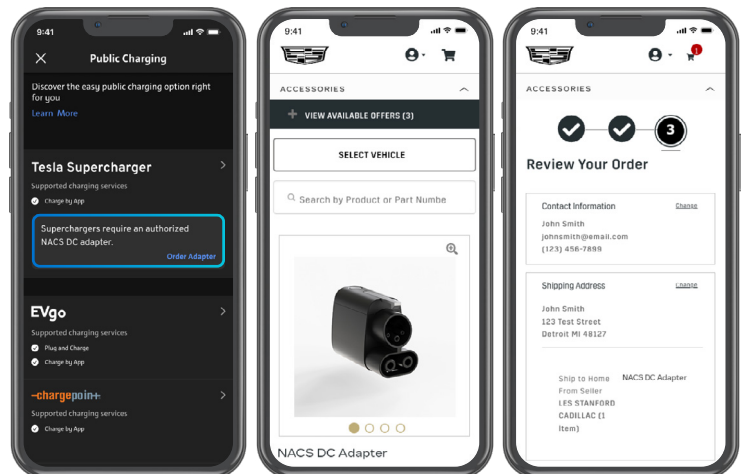 9:41
Public Charging
Discover the easy public charging option right
for you
Learn More
Tesla Supercharger
Supported charging services
Charge by App
Superchargers require an authorized
NACS DC adapter.
Order Adapter
EVgo
Supported charging services
Plug and Charge
Charge by App
-chargepoin+
Supported charging services
Charge by App
9:41
ACCESSORIES
+ VIEW AVAILABLE OFFERS (3)
SELECT VEHICLE
Search by Product or Part Numbe
NACS DC Adapter
9:41
ACCESSORIES
3
Review Your Order
Contact Information
Change
John Smith
johnsmith@email.com
(123) 456-7899
Shipping Address
Change
John Smith
123 Test Street
Detroit MI 48127
Ship to Home NACS DC Adapter
From Seller
LES STANFORD
CADILLAC (1
Item)